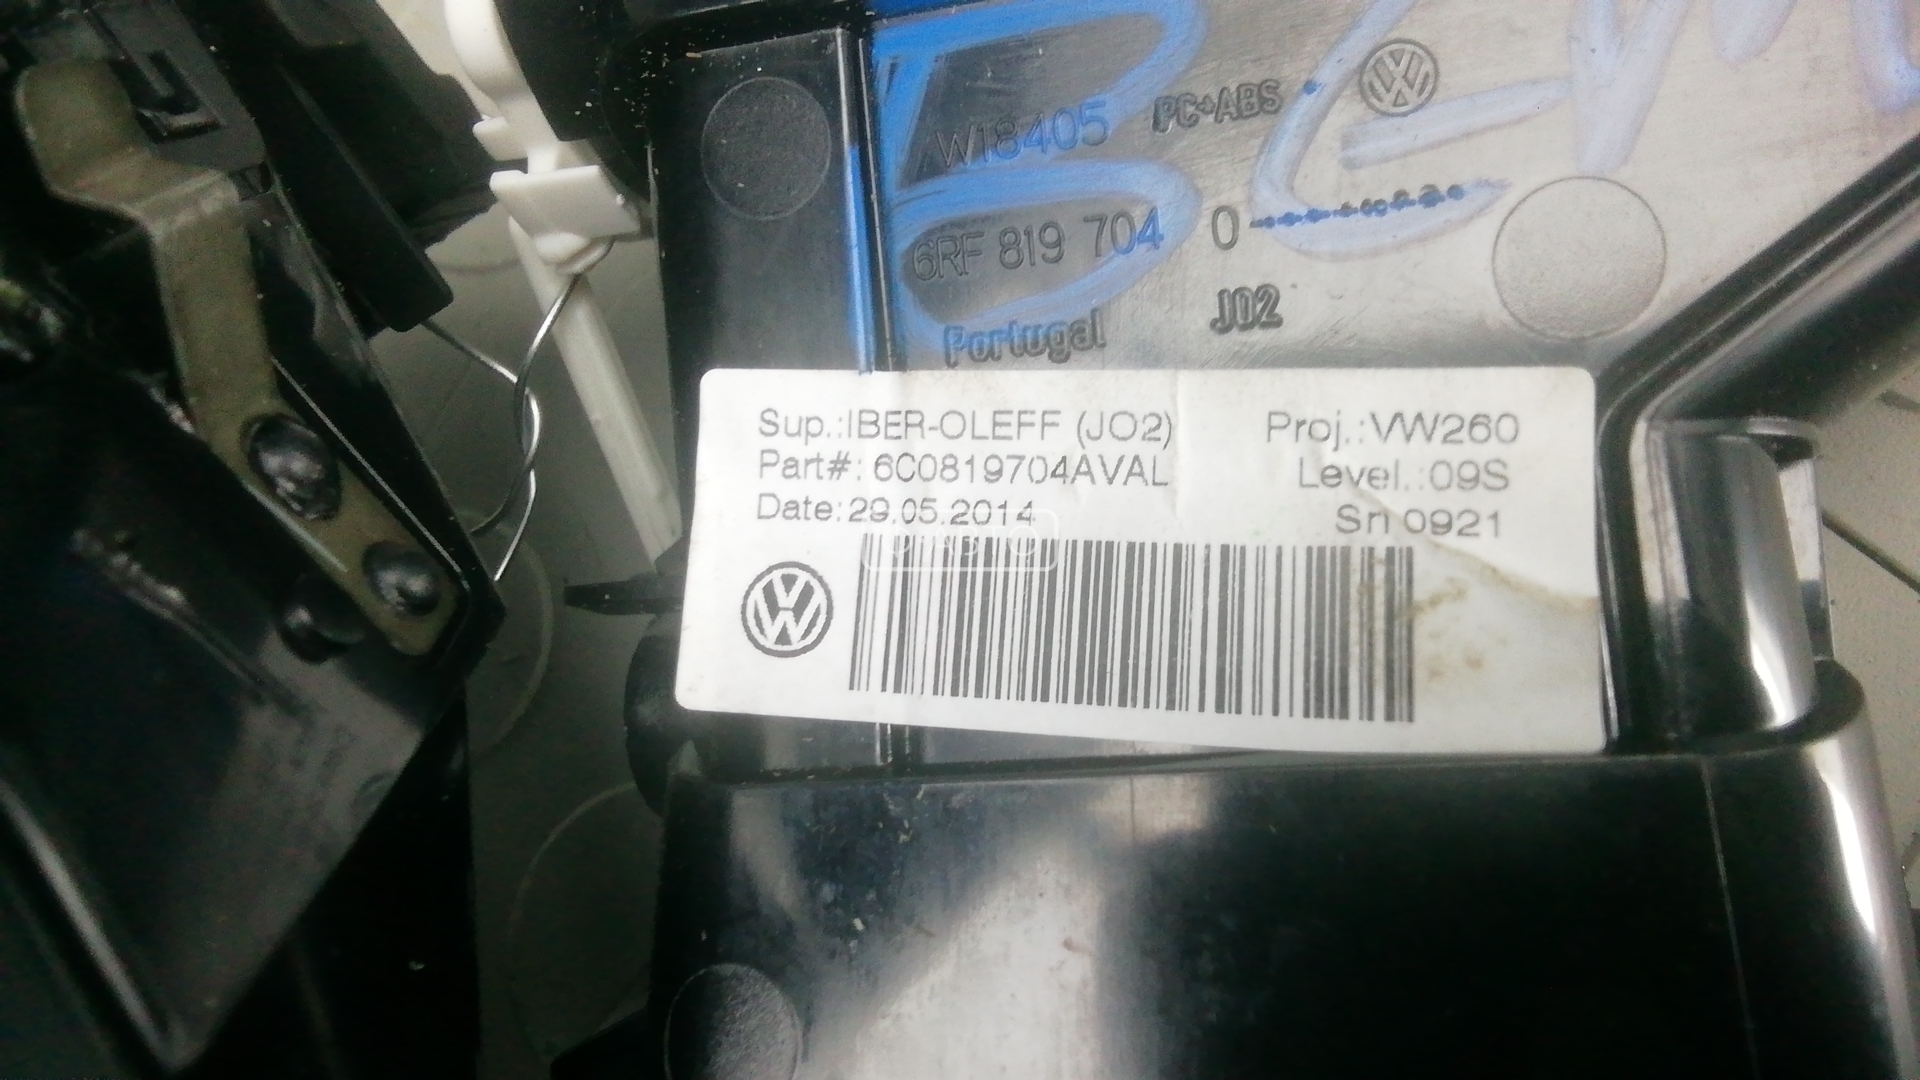 W18405 PC+ABS
6RF 819 704 0
Portugal J02
Sup.:IBER-OLEFF (JO2) Proj.:VW260
Part#: 6C0819704AVAL Level.:09S
Date: 29.05.2014 Sn 0921